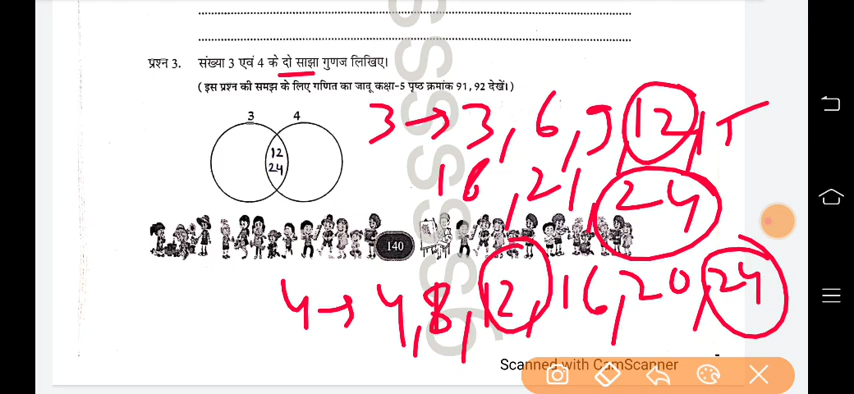 प्रश्न 3. संख्या 3 एवं 4 के दो साझा गुणज लिखिए।
( इस प्रश्न की समझ के लिए गणित का जादू कक्षा-5 पृष्ठ क्रमांक 91, 92 देखें। )
3 4
12
24
3 → 3, 6, 9 12, 15
18, 21, 24
140
4 → 4, 8, 12, 16, 20, 24
Scanned with CamScanner